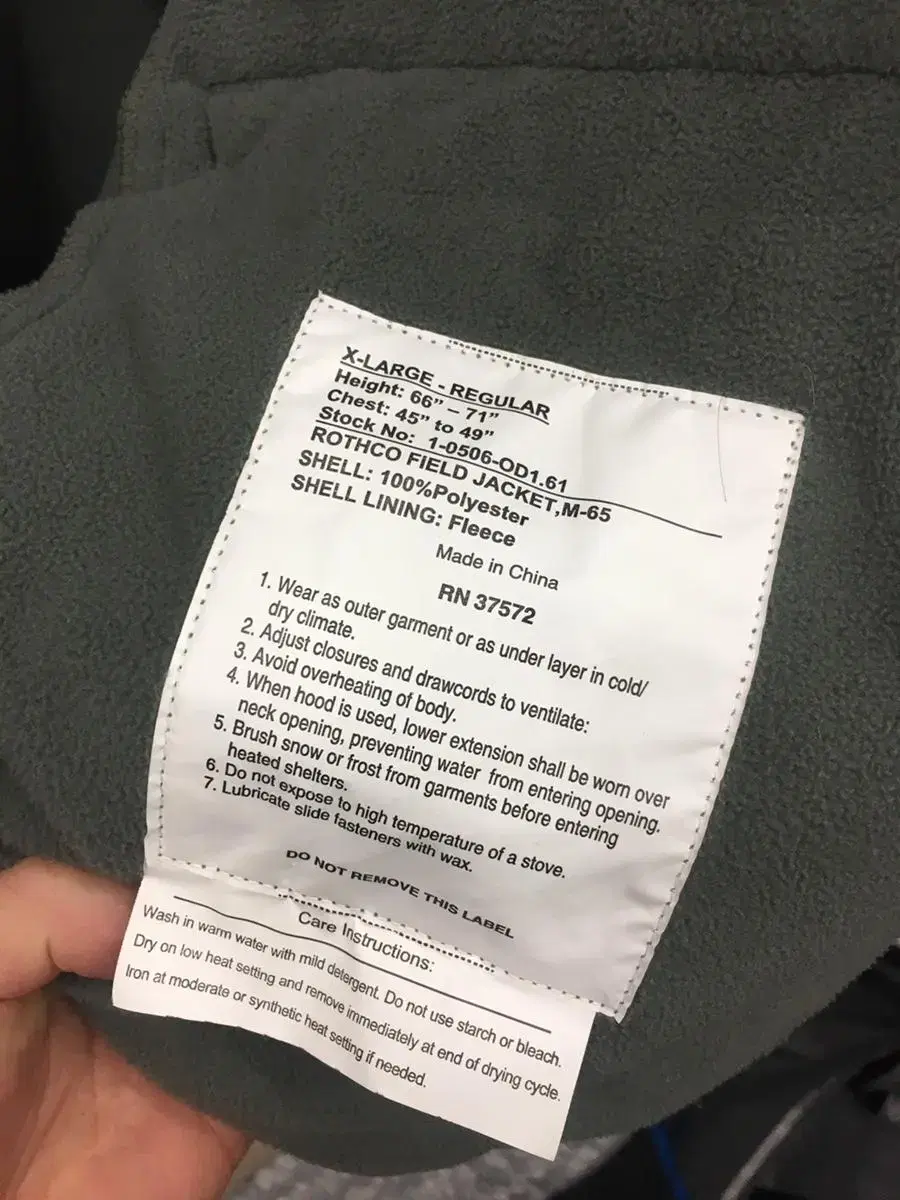 X-LARGE - REGULAR
Height: 66" – 71"
Chest: 45" to 49"
Stock No: 1-0506-OD1.61
ROTHCO FIELD JACKET,M-65
SHELL: 100%Polyester
SHELL LINING: Fleece
Made in China
RN 37572
1. Wear as outer garment or as under layer in cold/
dry climate.
2. Adjust closures and drawcords to ventilate:
3. Avoid overheating of body.
4. When hood is used, lower extension shall be worn over
neck opening, preventing water from entering opening.
5. Brush snow or frost from garments before entering
heated shelters.
6. Do not expose to high temperature of a stove.
7. Lubricate slide fasteners with wax.
DO NOT REMOVE THIS LABEL
Care Instructions:
Wash in warm water with mild detergent. Do not use starch or bleach.
Dry on low heat setting and remove immediately at end of drying cycle.
Iron at moderate or synthetic heat setting if needed.